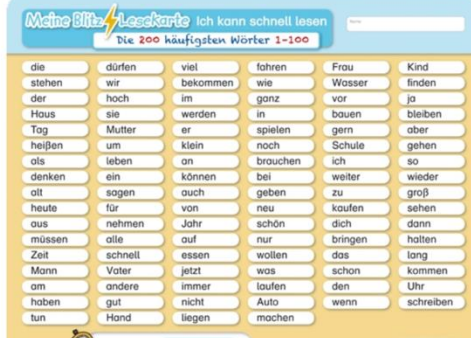 Meine Blitz Lesekarte Ich kann schnell lesen
Name
Die 200 häufigsten Wörter 1-100
die dürfen viel fahren Frau Kind
stehen wir bekommen wie Wasser finden
der hoch im ganz vor ja
Haus sie werden in bauen bleiben
Tag Mutter er spielen gern aber
heißen um klein noch Schule gehen
als leben an brauchen ich so
denken ein können bei weiter wieder
alt sagen auch geben zu groß
heute für von neu kaufen sehen
aus nehmen Jahr schön dich dann
müssen alle auf nur bringen halten
Zeit schnell essen wollen das lang
Mann Vater jetzt was schon kommen
am andere immer laufen den Uhr
haben gut nicht Auto wenn schreiben
tun Hand liegen machen